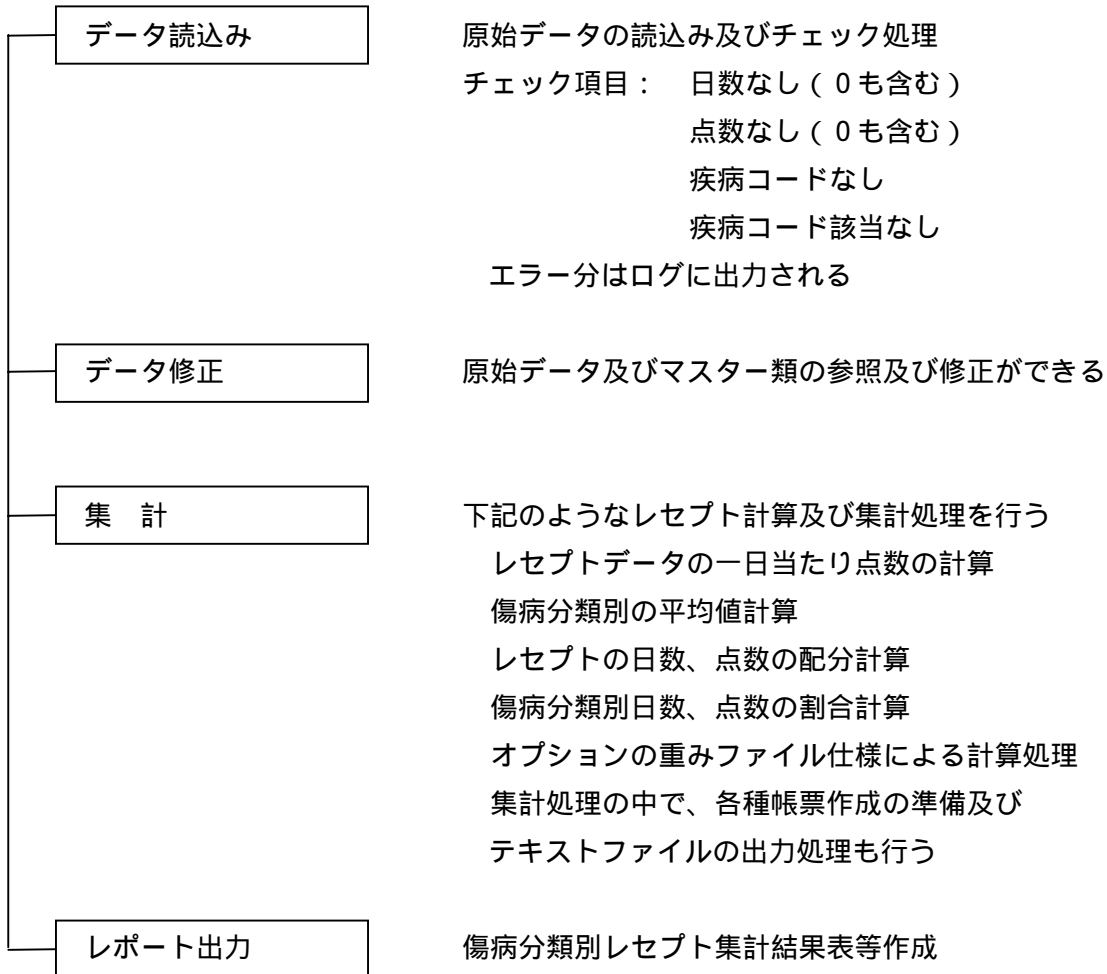 データ読込み 原始データの読込み及びチェック処理
チェック項目： 日数なし（０も含む）
点数なし（０も含む）
疾病コードなし
疾病コード該当なし
エラー分はログに出力される
データ修正 原始データ及びマスター類の参照及び修正ができる
集　計 下記のようなレセプト計算及び集計処理を行う
レセプトデータの一日当たり点数の計算
傷病分類別の平均値計算
レセプトの日数、点数の配分計算
傷病分類別日数、点数の割合計算
オプションの重みファイル仕様による計算処理
集計処理の中で、各種帳票作成の準備及び
テキストファイルの出力処理も行う
レポート出力 傷病分類別レセプト集計結果表等作成